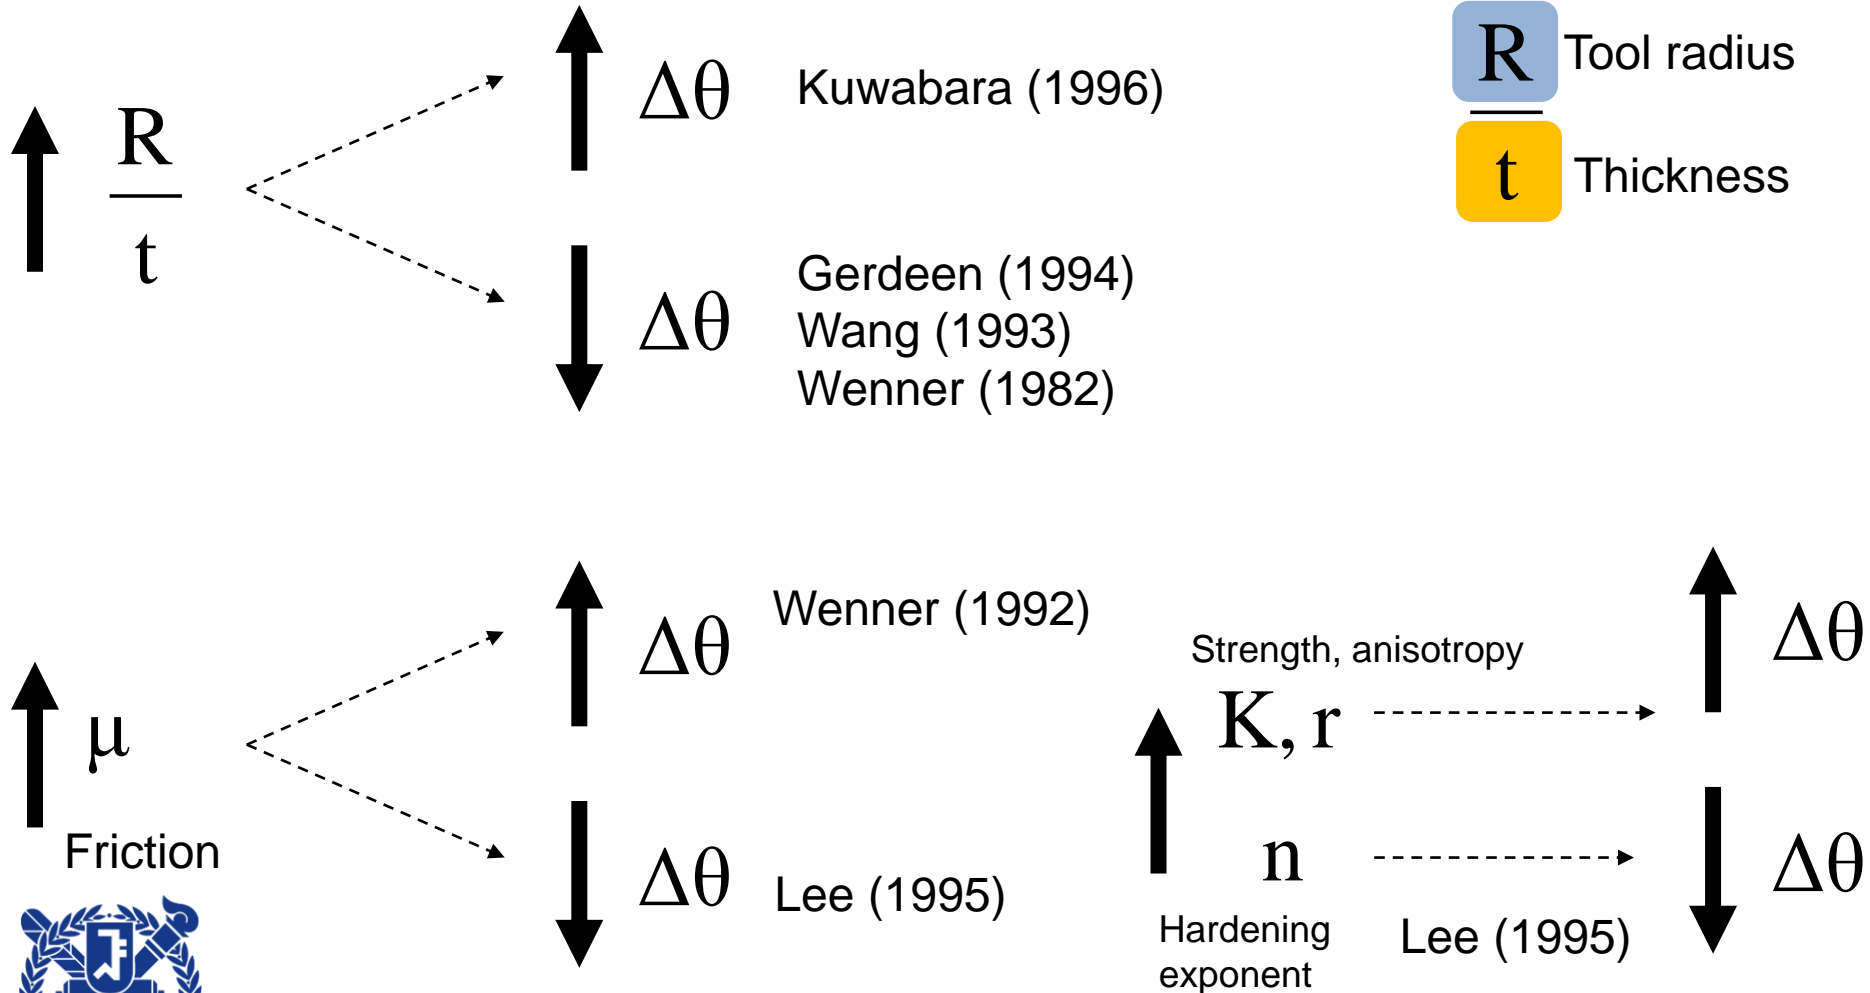 R
t
Δθ
Kuwabara (1996)
Δθ
Gerdeen (1994)
Wang (1993)
Wenner (1982)
R
Tool radius
t
Thickness
μ
Friction
Δθ
Wenner (1992)
Δθ
Lee (1995)
Strength, anisotropy
K, r
Δθ
n
Δθ
Hardening
exponent
Lee (1995)